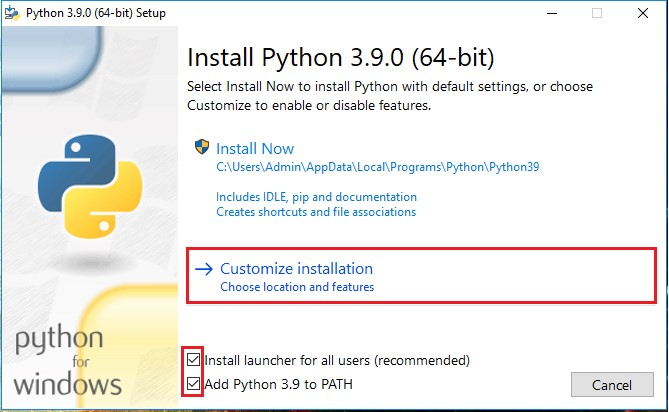 Python 3.9.0 (64-bit) Setup
Install Python 3.9.0 (64-bit)
Select Install Now to install Python with default settings, or choose
Customize to enable or disable features.
Install Now
C:\Users\Admin\AppData\Local\Programs\Python\Python39
Includes IDLE, pip and documentation
Creates shortcuts and file associations
Customize installation
Choose location and features
python
for
windows
Install launcher for all users (recommended)
Add Python 3.9 to PATH
Cancel